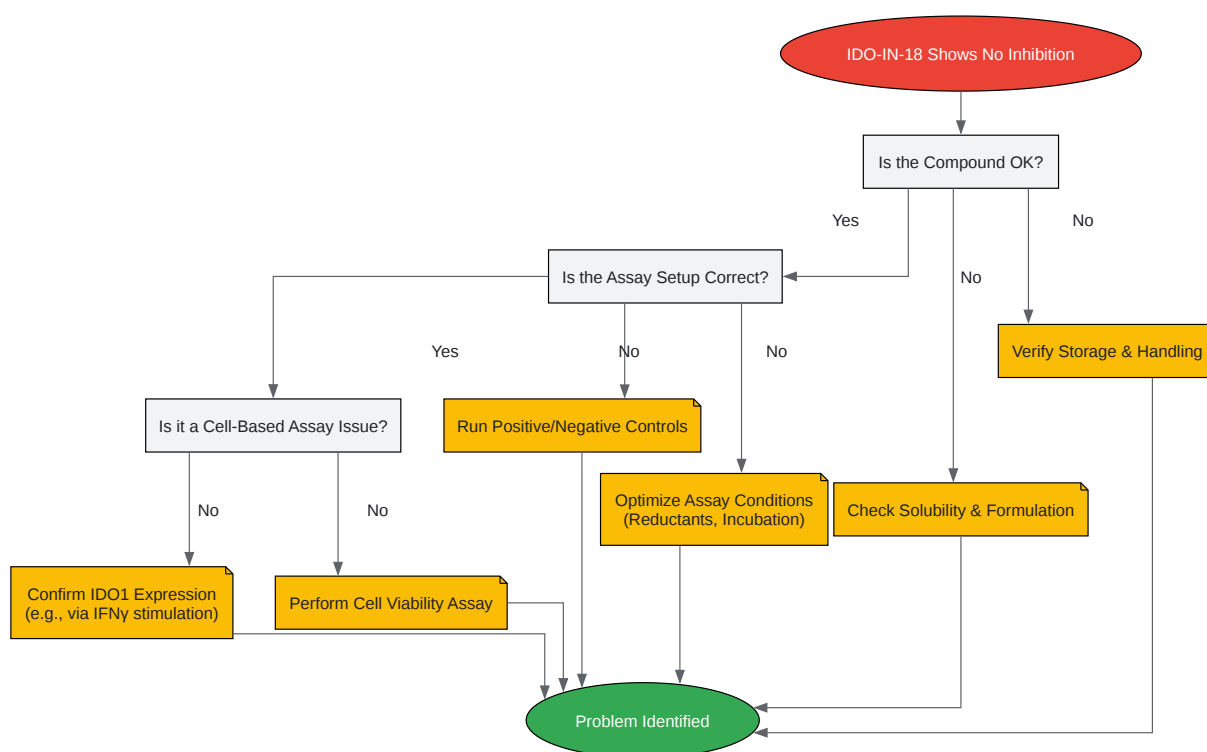 IDO-IN-18 Shows No Inhibition
Is the Compound OK?
Yes
No
Is the Assay Setup Correct?
No
Verify Storage & Handling
Yes
No
No
Is it a Cell-Based Assay Issue?
Run Positive/Negative Controls
Optimize Assay Conditions
(Reductants, Incubation)
Check Solubility & Formulation
No
No
Confirm IDO1 Expression
(e.g., via IFNγ stimulation)
Perform Cell Viability Assay
Problem Identified